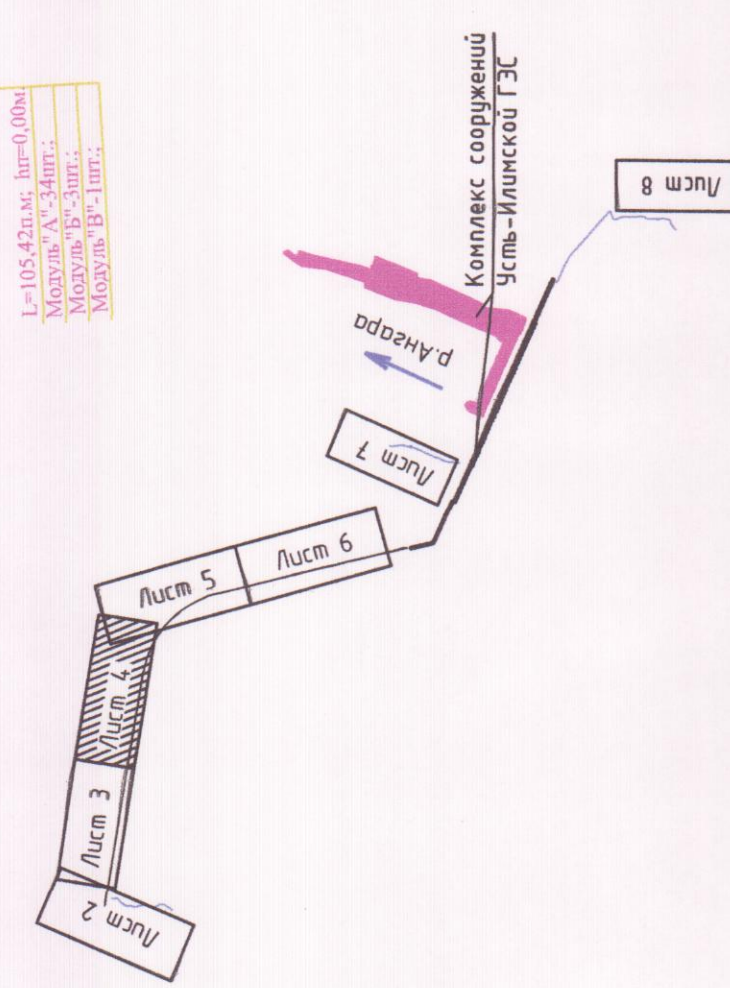 L=105,42п.м; hп=0,00м.
Модуль"А"-34шт.;
Модуль"Б"-3шт.;
Модуль"В"-1шт.;
Комплекс сооружений
Усть-Илимской ГЭС
р.Ангара
Лист 2
Лист 3
Лист 4
Лист 5
Лист 6
Лист 7
Лист 8